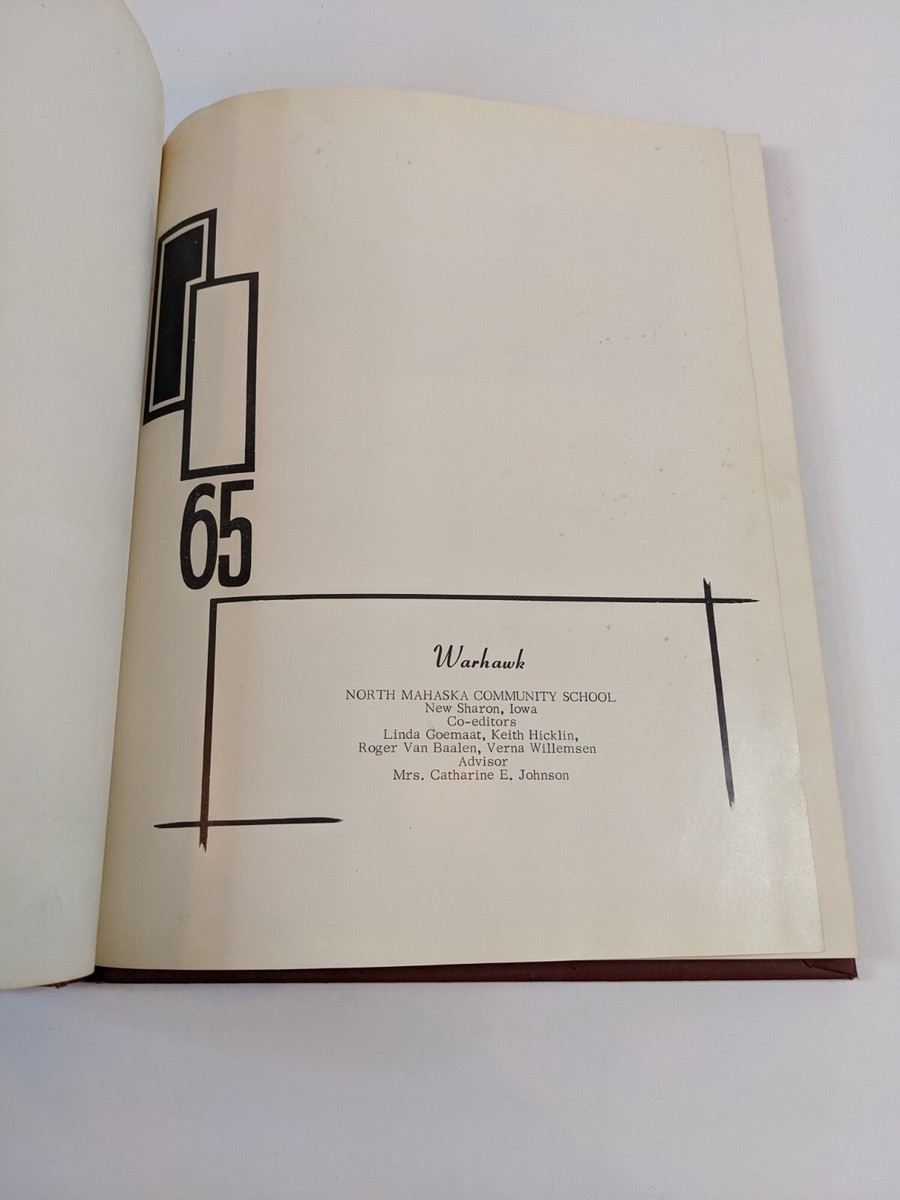 65
Warhawk
NORTH MAHASKA COMMUNITY SCHOOL
New Sharon, Iowa
Co-editors
Linda Goemaat, Keith Hicklin,
Roger Van Baalen, Verna Willemsen
Advisor
Mrs. Catharine E. Johnson